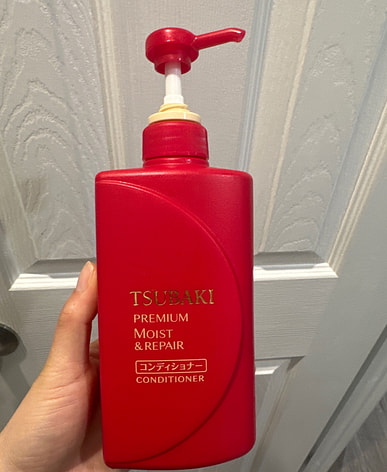 TSUBAKI
PREMIUM
MOIST
& REPAIR
コンディショナー
CONDITIONER